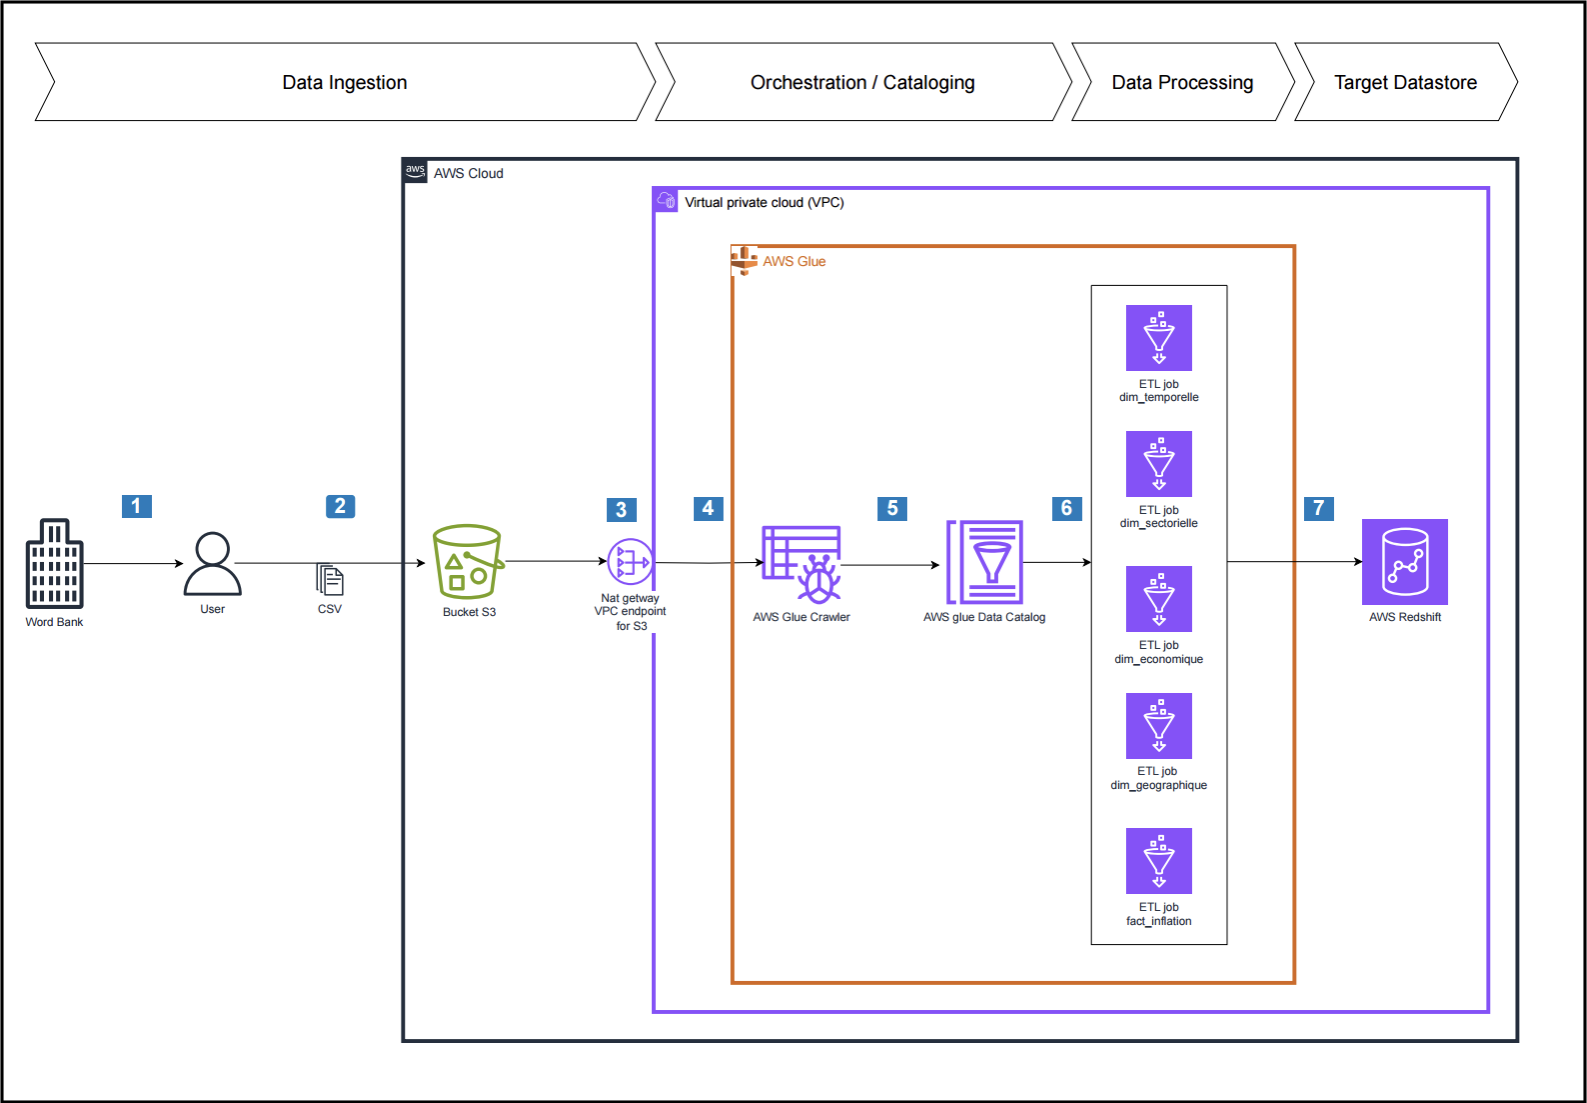 Data Ingestion
Orchestration / Cataloging
Data Processing
Target Datastore
aws
AWS Cloud
Virtual private cloud (VPC)
AWS Glue
ETL job
dim_temporelle
ETL job
dim_sectorielle
1
2
3
4
5
6
7
Word Bank
User
CSV
Bucket S3
Nat getway
VPC endpoint
for S3
AWS Glue Crawler
AWS glue Data Catalog
AWS Redshift
ETL job
dim_economique
ETL job
dim_geographique
ETL job
fact_inflation